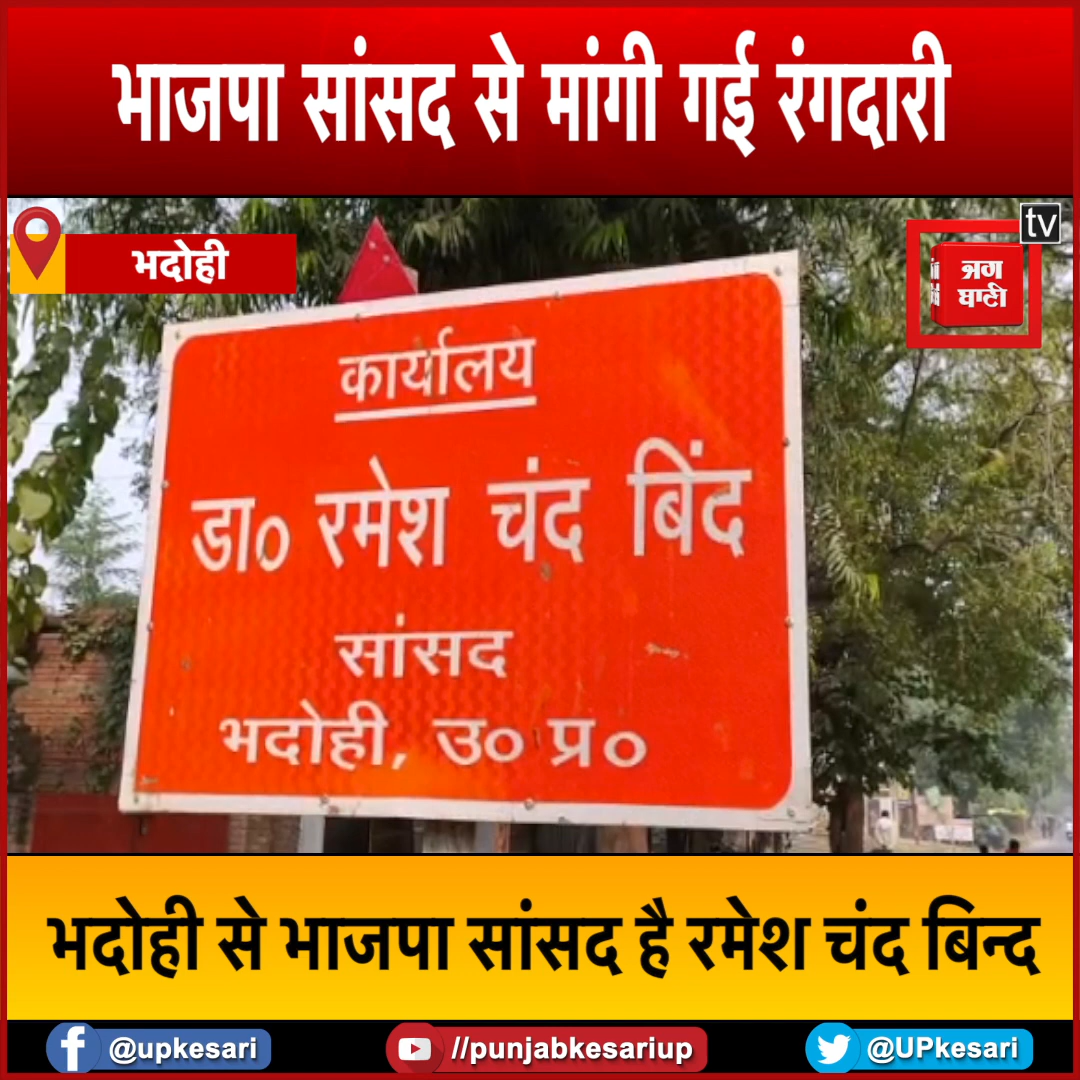 भाजपा सांसद से मांगी गई रंगदारी
भदोही
tv
ਜਗ
ਬਾਣੀ
कार्यालय
डा० रमेश चंद बिंद
सांसद
भदोही, उ० प्र०
भदोही से भाजपा सांसद है रमेश चंद बिन्द
@upkesari
//punjabkesariup
@UPkesari